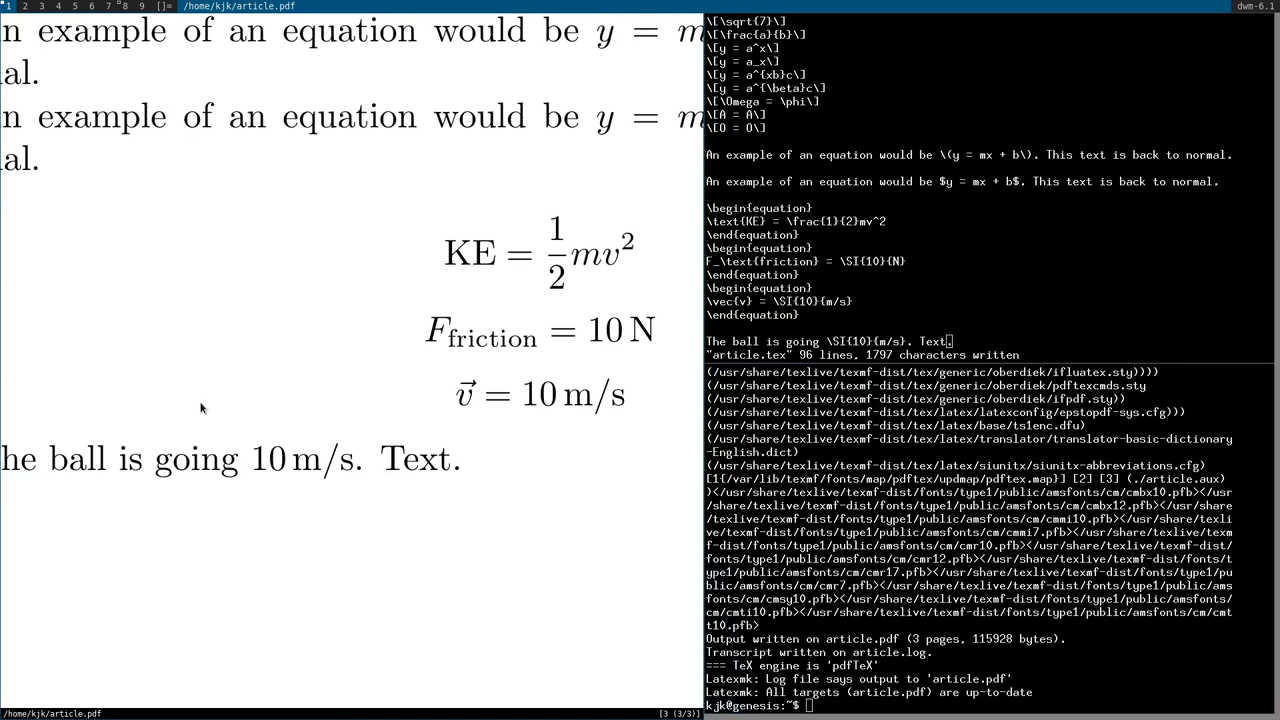 1 2 3 4 5 6 7 8 9 []= /home/kjk/article.pdf dwm-6.1
n example of an equation would be y = m
al.
n example of an equation would be y = m
al.
KE = 1/2 mv²
F_friction = 10 N
v⃗ = 10 m/s
he ball is going 10 m/s. Text.
/home/kjk/article.pdf [3 (3/3)]
\[\sqrt{7}\]
\[\frac{a}{b}\]
\[y = a^x\]
\[y = a_x\]
\[y = a^{xb}c\]
\[y = a^{\beta}c\]
\[\Omega = \phi\]
\[A = A\]
\[O = O\]
An example of an equation would be \(y = mx + b\). This text is back to normal.
An example of an equation would be $y = mx + b$. This text is back to normal.
\begin{equation}
\text{KE} = \frac{1}{2}mv^2
\end{equation}
\begin{equation}
F_\text{friction} = \SI{10}{N}
\end{equation}
\begin{equation}
\vec{v} = \SI{10}{m/s}
\end{equation}
The ball is going \SI{10}{m/s}. Text.
"article.tex" 96 lines, 1797 characters written
(/usr/share/texlive/texmf-dist/tex/generic/oberdiek/ifluatex.sty))))
(/usr/share/texlive/texmf-dist/tex/generic/oberdiek/pdftexcmds.sty
(/usr/share/texlive/texmf-dist/tex/generic/oberdiek/ifpdf.sty))
(/usr/share/texlive/texmf-dist/tex/latex/latexconfig/epstopdf-sys.cfg)))
(/usr/share/texlive/texmf-dist/tex/latex/base/ts1enc.dfu)
(/usr/share/texlive/texmf-dist/tex/latex/translator/translator-basic-dictionary
-English.dict)
(/usr/share/texlive/texmf-dist/tex/latex/siunitx/siunitx-abbreviations.cfg)
[1{/var/lib/texmf/fonts/map/pdftex/updmap/pdftex.map}] [2] [3] (./article.aux)
)</usr/share/texlive/texmf-dist/fonts/type1/public/amsfonts/cm/cmbx10.pfb></usr
/share/texlive/texmf-dist/fonts/type1/public/amsfonts/cm/cmbx12.pfb></usr/share
/texlive/texmf-dist/fonts/type1/public/amsfonts/cm/cmmi10.pfb></usr/share/texli
ve/texmf-dist/fonts/type1/public/amsfonts/cm/cmmi7.pfb></usr/share/texlive/texm
f-dist/fonts/type1/public/amsfonts/cm/cmr10.pfb></usr/share/texlive/texmf-dist/
fonts/type1/public/amsfonts/cm/cmr12.pfb></usr/share/texlive/texmf-dist/fonts/t
ype1/public/amsfonts/cm/cmr17.pfb></usr/share/texlive/texmf-dist/fonts/type1/pu
blic/amsfonts/cm/cmr7.pfb></usr/share/texlive/texmf-dist/fonts/type1/public/ams
fonts/cm/cmsy10.pfb></usr/share/texlive/texmf-dist/fonts/type1/public/amsfonts/
cm/cmti10.pfb></usr/share/texlive/texmf-dist/fonts/type1/public/amsfonts/cm/cmt
t10.pfb>
Output written on article.pdf (3 pages, 115928 bytes).
Transcript written on article.log.
=== TeX engine is 'pdfTeX'
Latexmk: Log file says output to 'article.pdf'
Latexmk: All targets (article.pdf) are up-to-date
kjk@genesis:~$